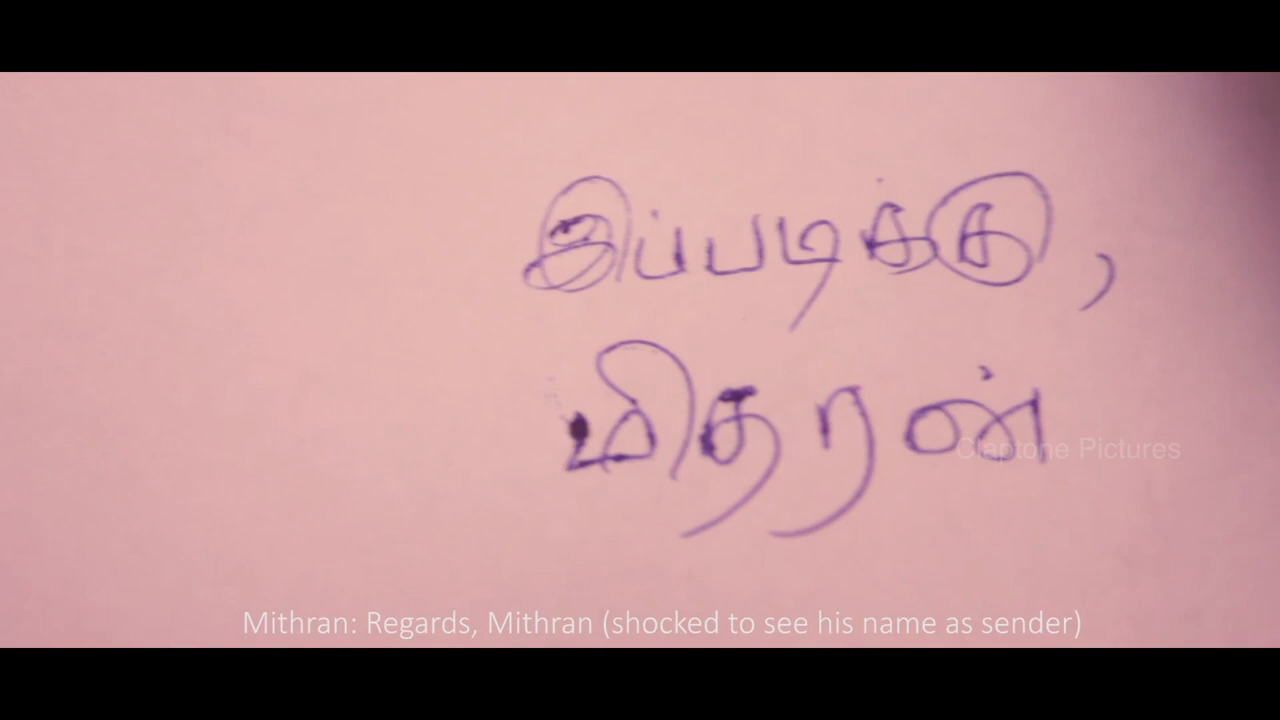 இப்படிக்கு,
மித்ரன்
Claptone Pictures
Mithran: Regards, Mithran (shocked to see his name as sender)